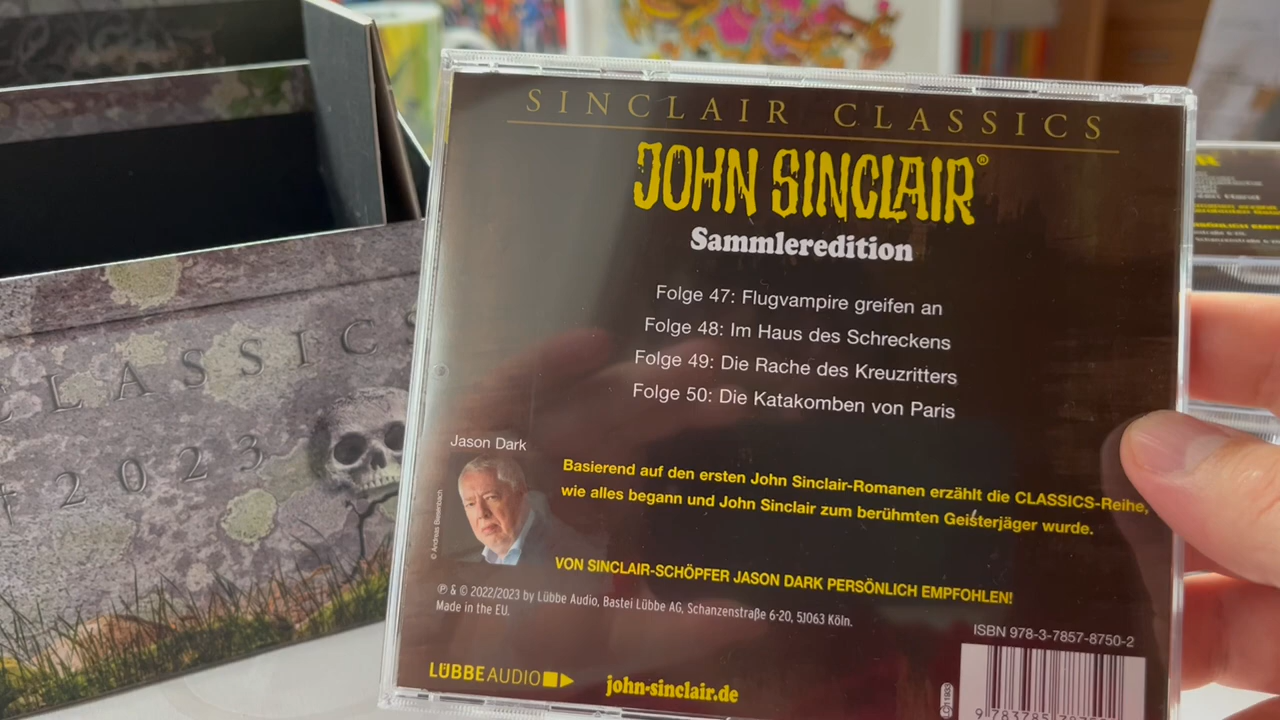 SINCLAIR CLASSICS
JOHN SINCLAIR®
Sammleredition
Folge 47: Flugvampire greifen an
Folge 48: Im Haus des Schreckens
Folge 49: Die Rache des Kreuzritters
Folge 50: Die Katakomben von Paris
Jason Dark
© Andreas Biesenbach
Basierend auf den ersten John Sinclair-Romanen erzählt die CLASSICS-Reihe,
wie alles begann und John Sinclair zum berühmten Geisterjäger wurde.
VON SINCLAIR-SCHÖPFER JASON DARK PERSÖNLICH EMPFOHLEN!
℗ & © 2022/2023 by Lübbe Audio, Bastei Lübbe AG, Schanzenstraße 6-20, 51063 Köln.
Made in the EU.
ISBN 978-3-7857-8750-2
LÜBBE AUDIO
john-sinclair.de
CLASSICS
† 2023